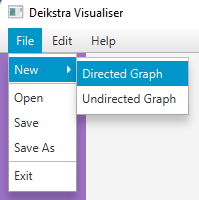 Deikstra Visualiser
File Edit Help
New Directed Graph
Undirected Graph
Open
Save
Save As
Exit